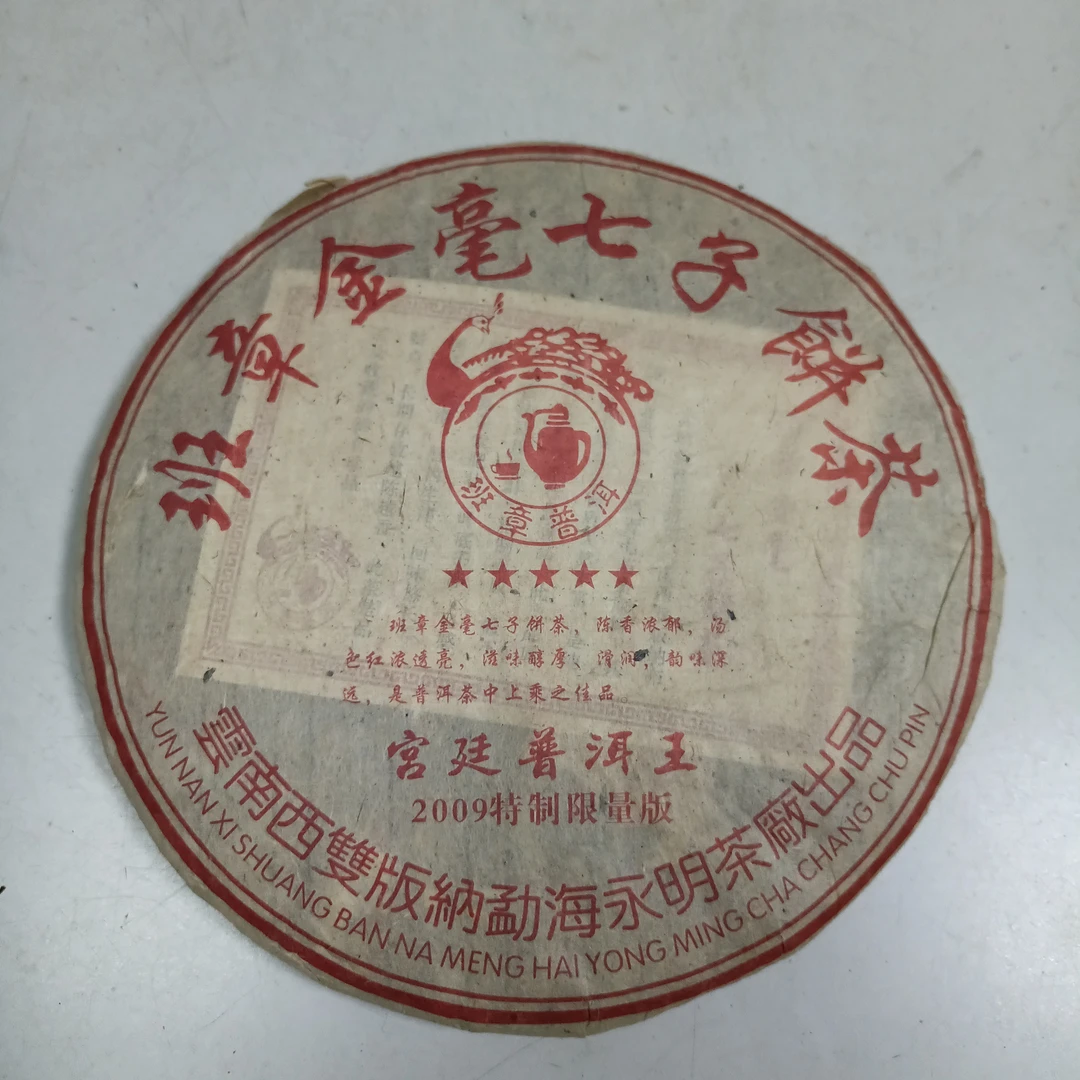 班章金毫七子餅茶
班章普洱
★★★★★
班章金毫七子饼茶，陈香浓郁，汤
色红浓透亮，滋味醇厚、滑润，韵味深
远，是普洱茶中上乘之佳品。
宫廷普洱王
2009特制限量版
雲南西雙版納勐海永明茶廠出品
YUN NAN XI SHUANG BAN NA MENG HAI YONG MING CHA CHANG CHU PIN